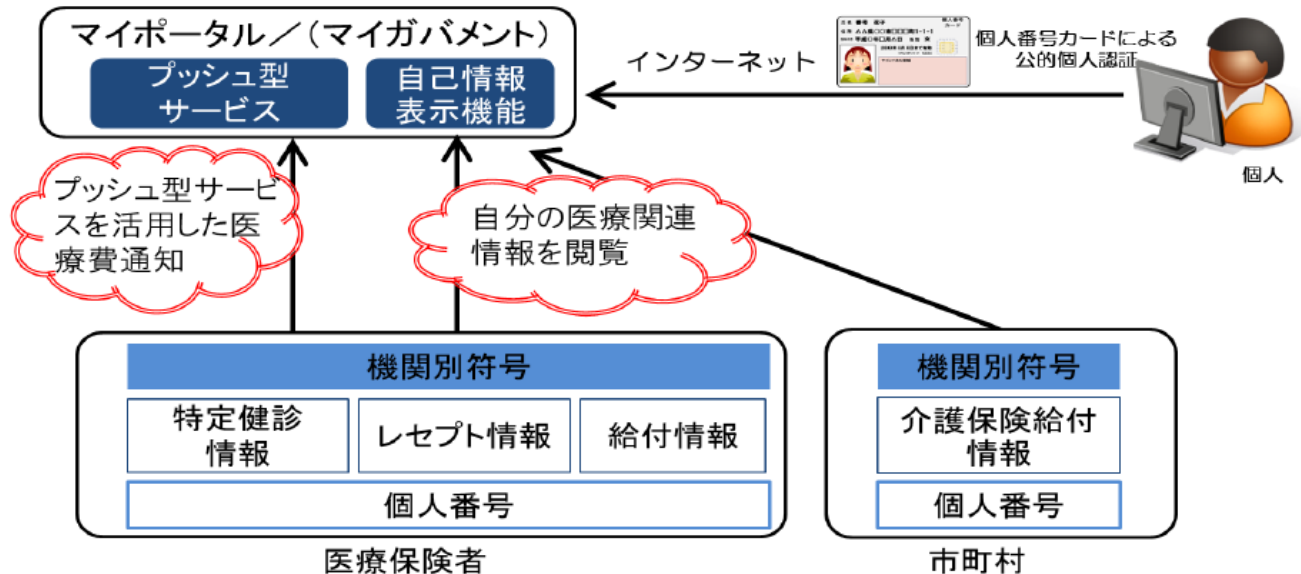 マイポータル／(マイガバメント)
プッシュ型
サービス
自己情報
表示機能
インターネット
個人番号
カード
個人番号カードによる
公的個人認証
個人
プッシュ型サービ
スを活用した医
療費通知
自分の医療関連
情報を閲覧
機関別符号
特定健診
情報
レセプト情報
給付情報
個人番号
医療保険者
機関別符号
介護保険給付
情報
個人番号
市町村